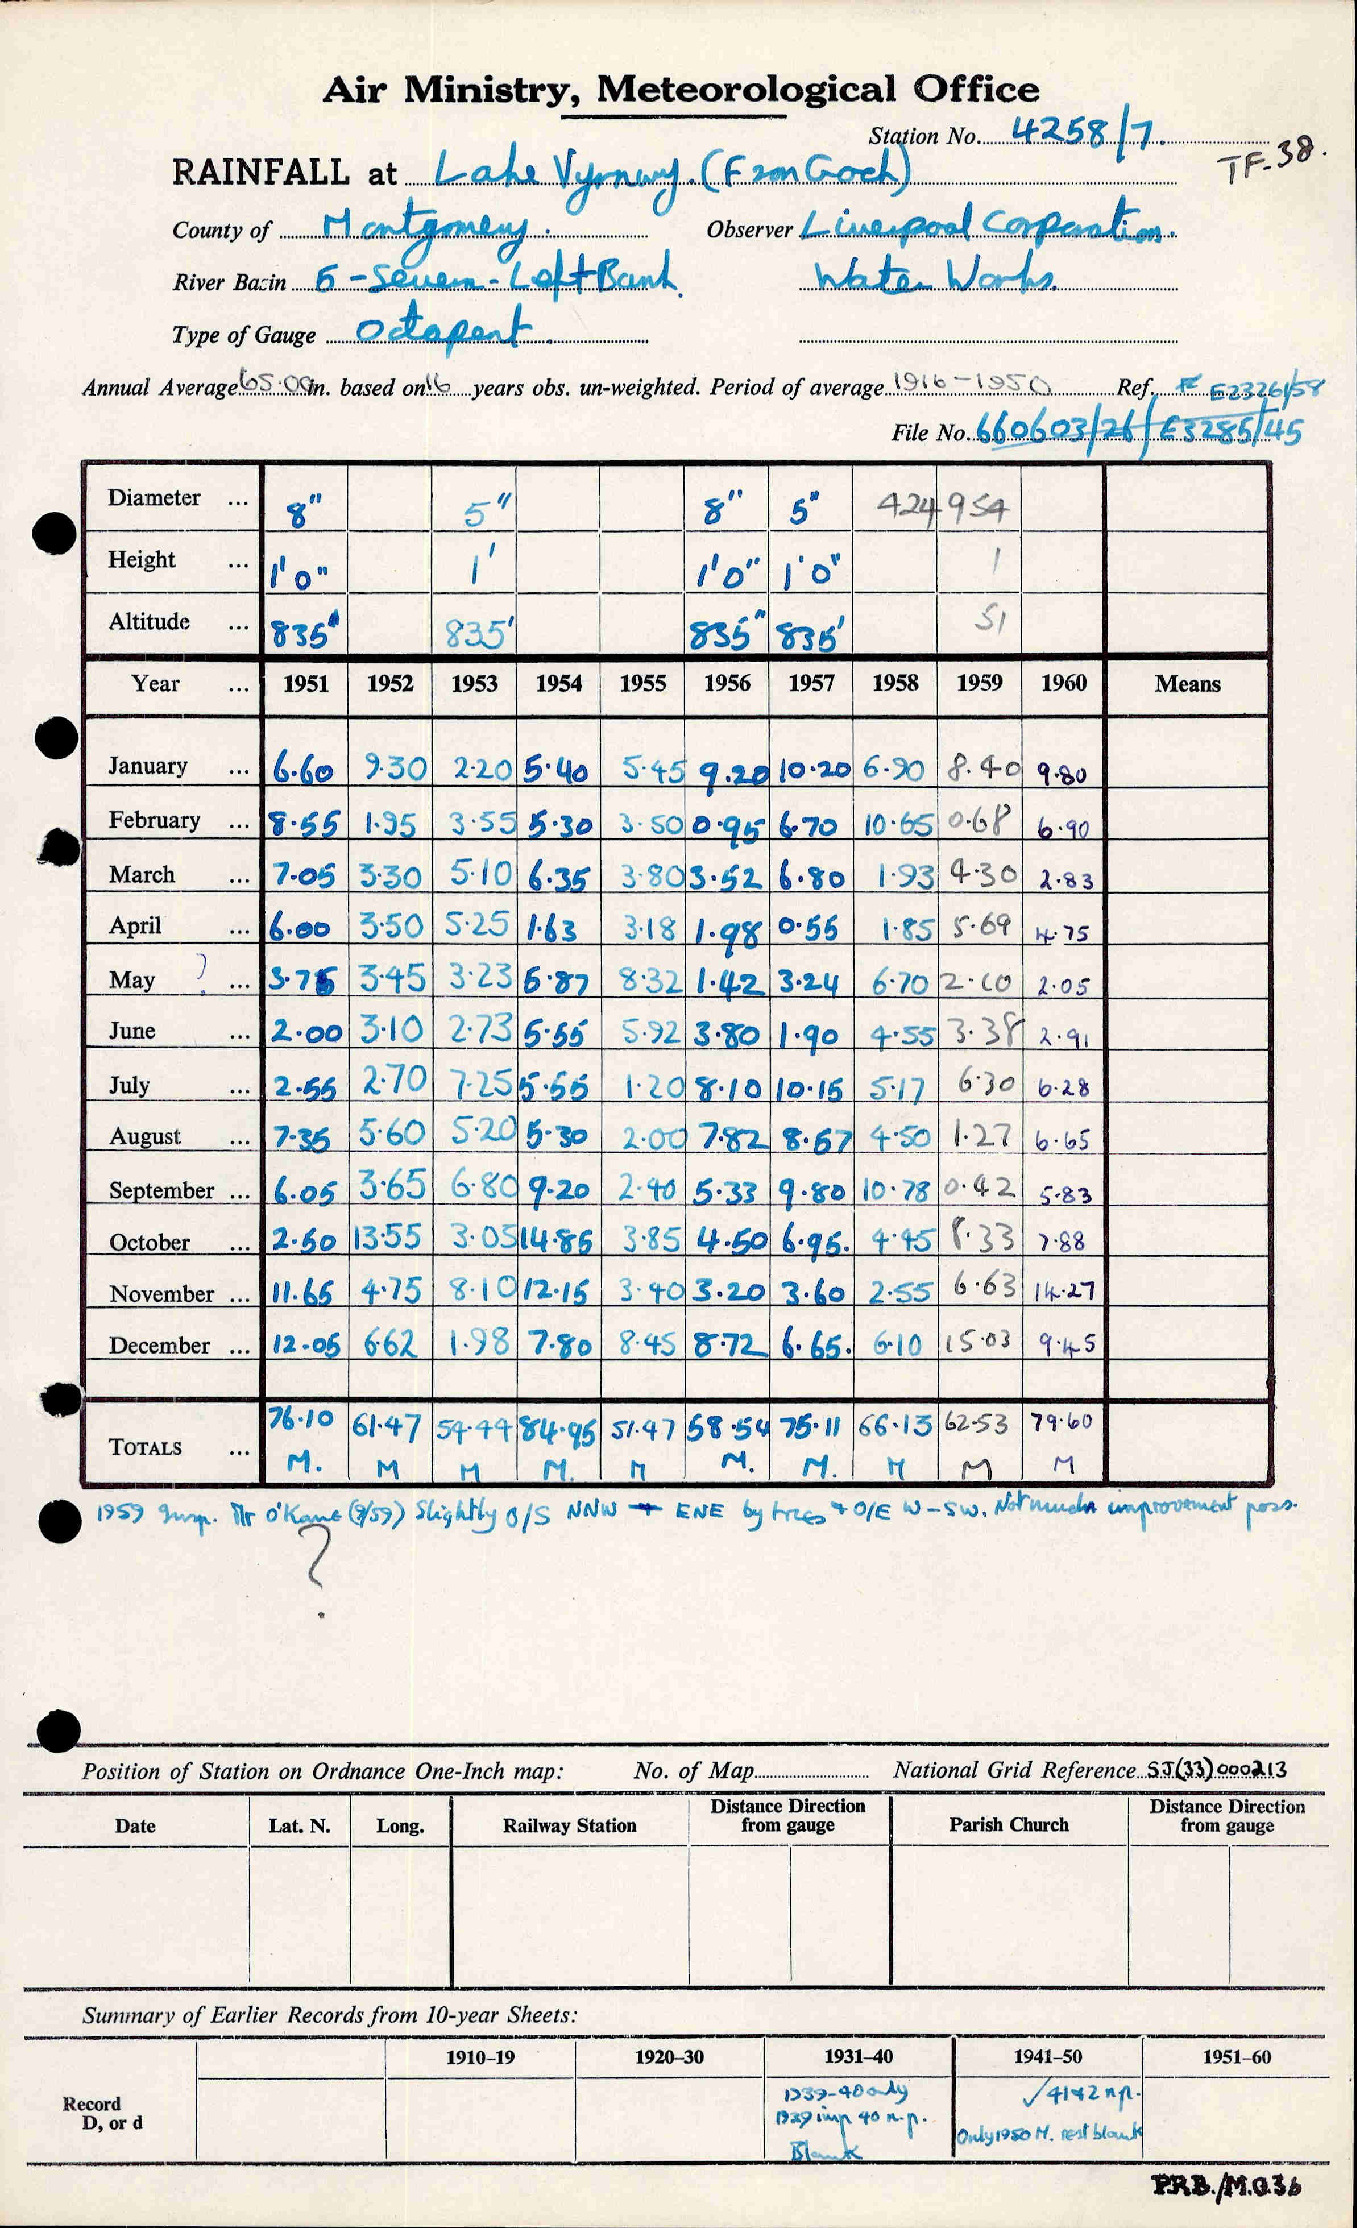 Air Ministry, Meteorological Office
Station No. 4258/7.
TF-38.
RAINFALL at Lake Vyrnwy. (Fron Goch)
County of Montgomery. Observer Liverpool Corporation.
River Basin 5 - Severn - Left Bank. Water Works.
Type of Gauge Octapent
Annual Average 65.00 in. based on 16 years obs. un-weighted. Period of average 1916-1950 Ref. E23261/58
File No. 660603/26/E3285/45
Diameter ... 8" 5" 8" 5" 424 954
Height ... 1'0" 1' 1'0" 1'0" 1
Altitude ... 835' 835' 835" 835' 51
Year ... 1951 1952 1953 1954 1955 1956 1957 1958 1959 1960 Means
January ... 6.60 9.30 2.20 5.40 5.45 9.20 10.20 6.90 8.40 9.80
February ... 8.55 1.95 3.55 5.30 3.50 0.95 6.70 10.65 0.68 6.90
March ... 7.05 3.30 5.10 6.35 3.80 3.52 6.80 1.93 4.30 2.83
April ... 6.00 3.50 5.25 1.63 3.18 1.98 0.55 1.85 5.69 4.75
May ? ... 3.75 3.45 3.23 5.87 8.32 1.42 3.24 6.70 2.10 2.05
June ... 2.00 3.10 2.73 5.55 5.92 3.80 1.90 4.55 3.38 2.91
July ... 2.55 2.70 7.25 5.55 1.20 8.10 10.15 5.17 6.30 6.28
August ... 7.35 5.60 5.20 5.30 2.00 7.82 8.57 4.50 1.27 6.65
September ... 6.05 3.65 6.80 9.20 2.40 5.33 9.80 10.78 0.42 5.83
October ... 2.50 13.55 3.05 14.85 3.85 4.50 6.95. 4.45 8.33 7.88
November ... 11.65 4.75 8.10 12.15 3.40 3.20 3.60 2.55 6.63 14.27
December ... 12.05 6.62 1.98 7.80 8.45 8.72 6.65. 6.10 15.03 9.45
TOTALS ... 76.10 61.47 54.44 84.95 51.47 58.54 75.11 66.13 62.53 79.60
M. M M M. M M. M. M M M
1959 Insp. Mr O'Kane (9/59) Slightly O/S NNW → ENE by trees + O/E W-SW. Not much improvement poss.
?
Position of Station on Ordnance One-Inch map: No. of Map National Grid Reference SJ(33)000213
Date Lat. N. Long. Railway Station Distance Direction from gauge Parish Church Distance Direction from gauge
Summary of Earlier Records from 10-year Sheets:
1910–19 1920–30 1931–40 1941–50 1951–60
Record D, or d
1939-40 only √ 41 42 n.p.
1939 imp 40 n.p. Only 1950 M. rest blank
Blank
P.R.B./M.O.36